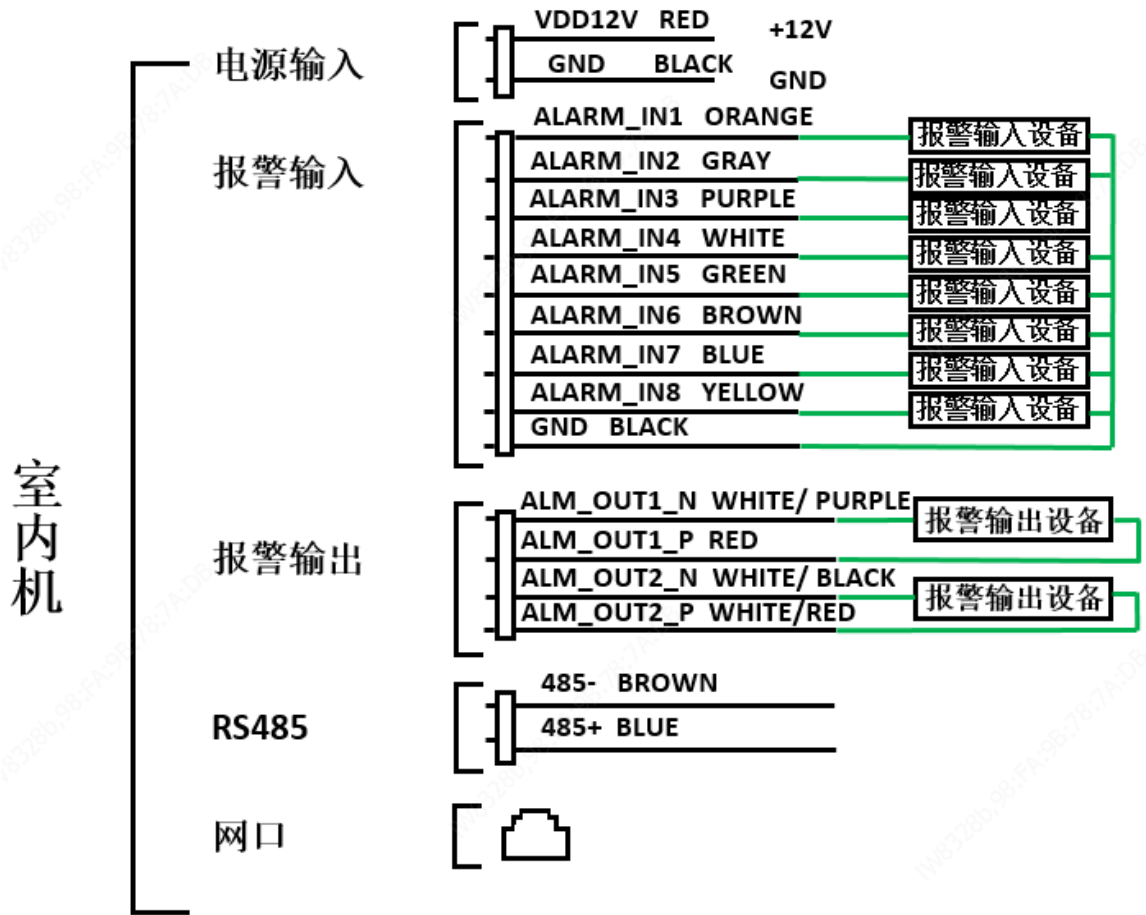 室内机
电源输入
VDD12V RED +12V
GND BLACK GND
报警输入
ALARM_IN1 ORANGE 报警输入设备
ALARM_IN2 GRAY 报警输入设备
ALARM_IN3 PURPLE 报警输入设备
ALARM_IN4 WHITE 报警输入设备
ALARM_IN5 GREEN 报警输入设备
ALARM_IN6 BROWN 报警输入设备
ALARM_IN7 BLUE 报警输入设备
ALARM_IN8 YELLOW 报警输入设备
GND BLACK
报警输出
ALM_OUT1_N WHITE/ PURPLE 报警输出设备
ALM_OUT1_P RED
ALM_OUT2_N WHITE/ BLACK 报警输出设备
ALM_OUT2_P WHITE/RED
RS485
485- BROWN
485+ BLUE
网口